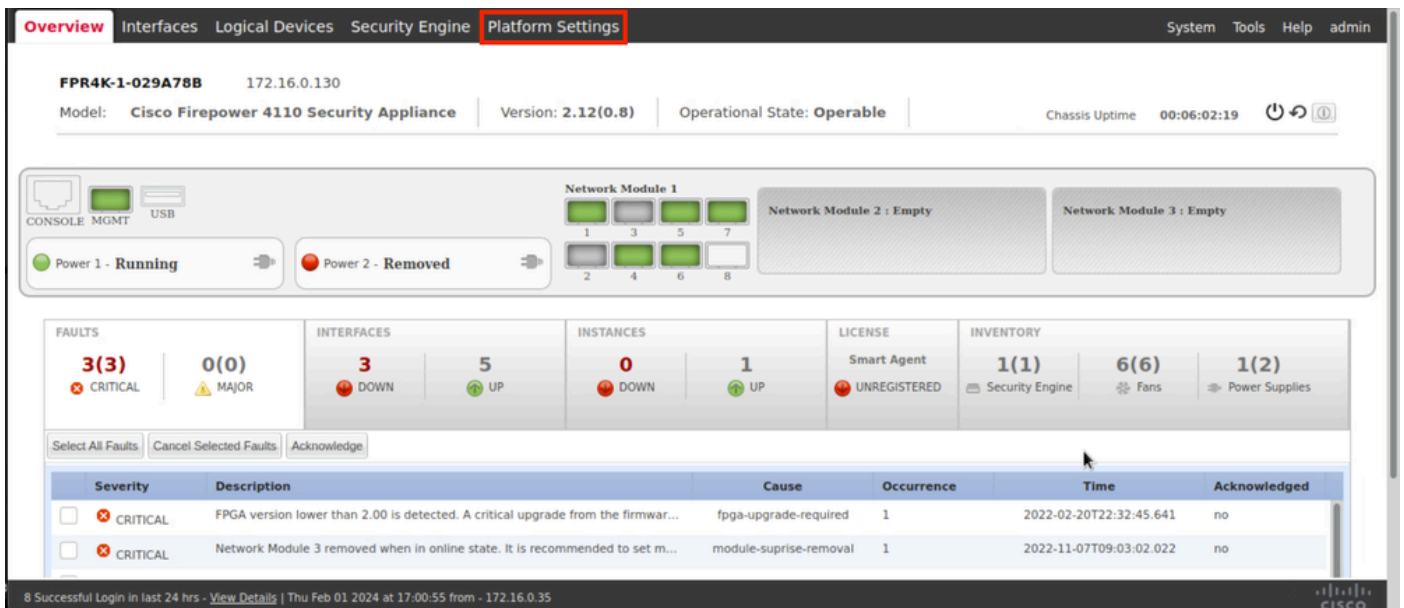 Overview Interfaces Logical Devices Security Engine Platform Settings System Tools Help admin
FPR4K-1-029A78B 172.16.0.130
Model: Cisco Firepower 4110 Security Appliance Version: 2.12(0.8) Operational State: Operable Chassis Uptime 00:06:02:19
Network Module 1
CONSOLE MGMT USB
Network Module 2 : Empty Network Module 3 : Empty
1 3 5 7
Power 1 - Running Power 2 - Removed
2 4 6 8
FAULTS INTERFACES INSTANCES LICENSE INVENTORY
3(3) 0(0) 3 5 0 1 Smart Agent 1(1) 6(6) 1(2)
CRITICAL MAJOR DOWN UP DOWN UP UNREGISTERED Security Engine Fans Power Supplies
Select All Faults Cancel Selected Faults Acknowledge
Severity Description Cause Occurrence Time Acknowledged
CRITICAL FPGA version lower than 2.00 is detected. A critical upgrade from the firmwar... fpga-upgrade-required 1 2022-02-20T22:32:45.641 no
CRITICAL Network Module 3 removed when in online state. It is recommended to set m... module-suprise-removal 1 2022-11-07T09:03:02.022 no
8 Successful Login in last 24 hrs - View Details | Thu Feb 01 2024 at 17:00:55 from - 172.16.0.35
CISCO